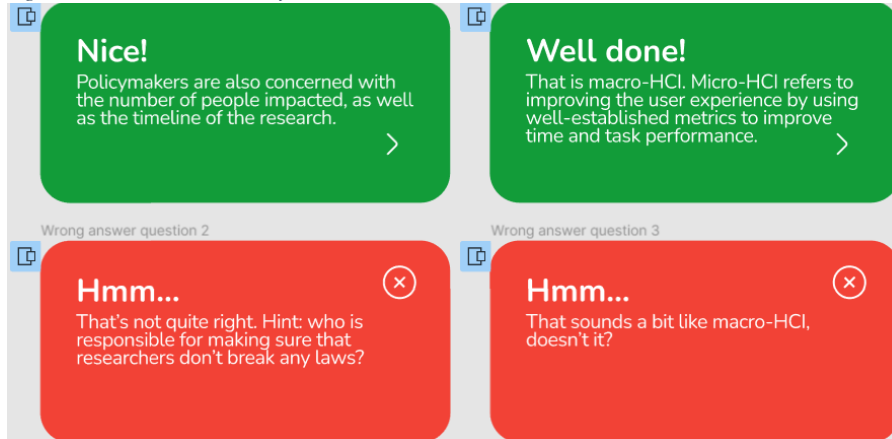 Nice!
Policymakers are also concerned with
the number of people impacted, as well
as the timeline of the research.
Well done!
That is macro-HCI. Micro-HCI refers to
improving the user experience by using
well-established metrics to improve
time and task performance.
Wrong answer question 2
Hmm...
That's not quite right. Hint: who is
responsible for making sure that
researchers don't break any laws?
Wrong answer question 3
Hmm...
That sounds a bit like macro-HCI,
doesn't it?